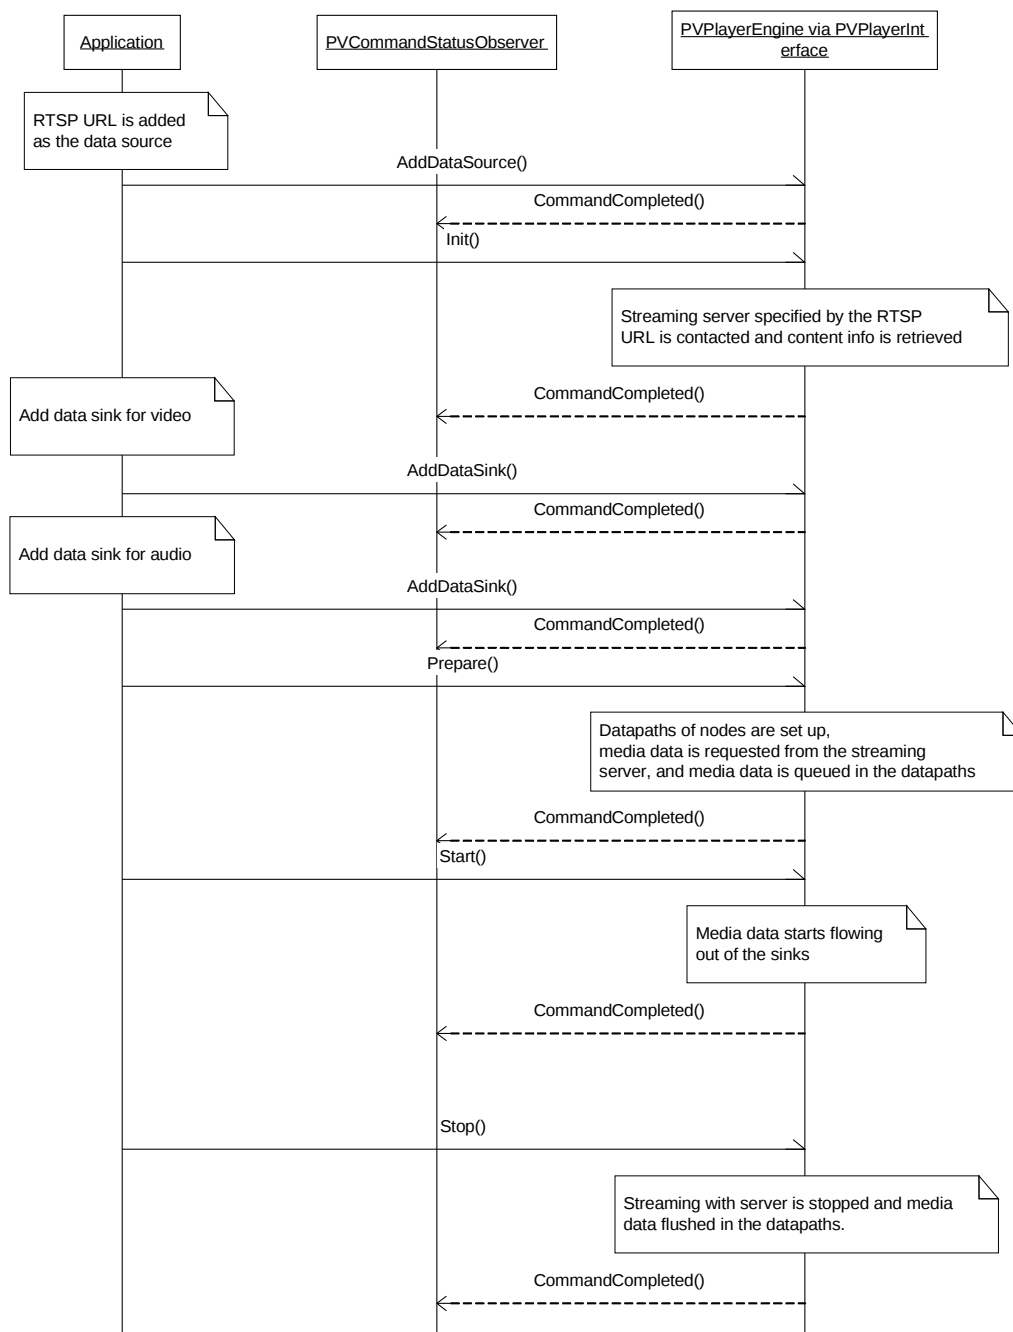 Application
PVCommandStatusObserver
PVPlayerEngine via PVPlayerInt
erface
RTSP URL is added
as the data source
AddDataSource()
CommandCompleted()
Init()
Streaming server specified by the RTSP
URL is contacted and content info is retrieved
CommandCompleted()
Add data sink for video
AddDataSink()
CommandCompleted()
Add data sink for audio
AddDataSink()
CommandCompleted()
Prepare()
Datapaths of nodes are set up,
media data is requested from the streaming
server, and media data is queued in the datapaths
CommandCompleted()
Start()
Media data starts flowing
out of the sinks
CommandCompleted()
Stop()
Streaming with server is stopped and media
data flushed in the datapaths.
CommandCompleted()